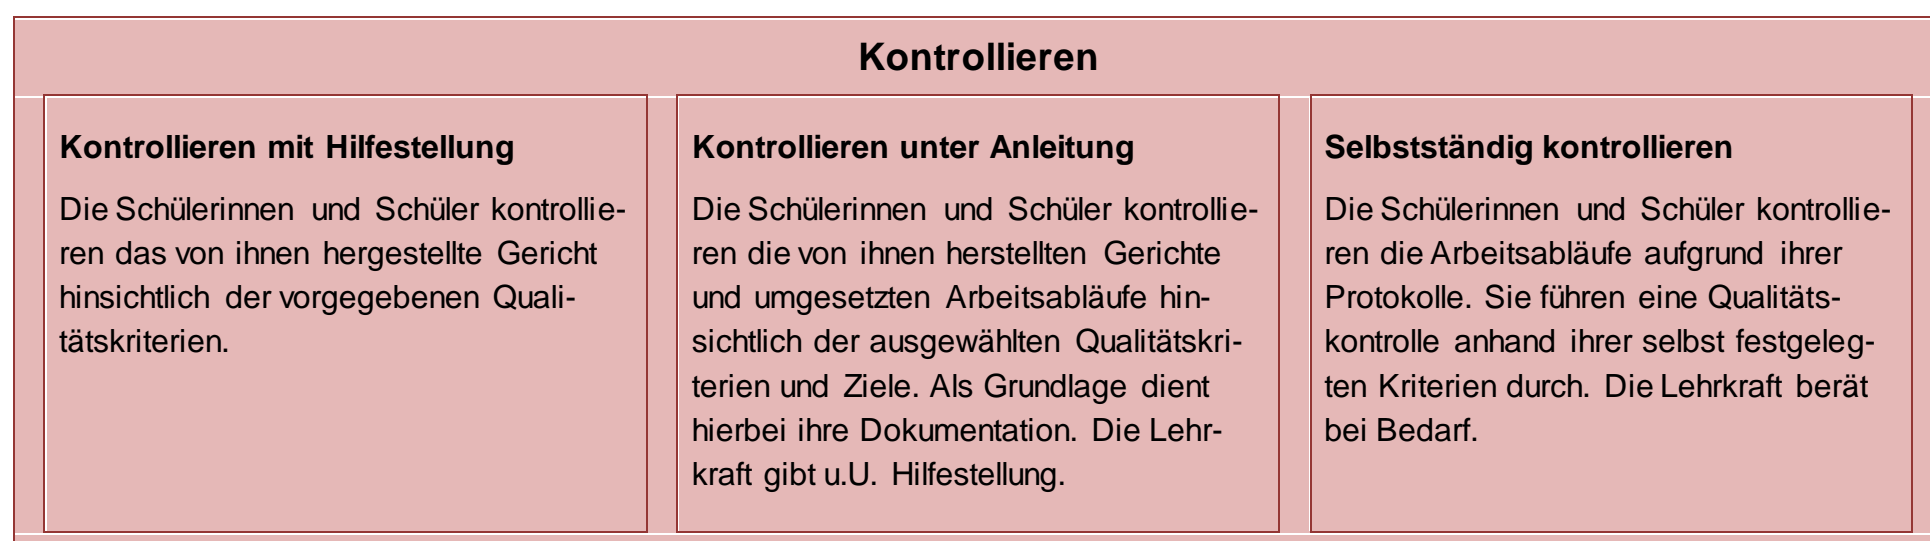 Kontrollieren
Kontrollieren mit Hilfestellung
Die Schülerinnen und Schüler kontrollie-
ren das von ihnen hergestellte Gericht
hinsichtlich der vorgegebenen Quali-
tätskriterien.
Kontrollieren unter Anleitung
Die Schülerinnen und Schüler kontrollie-
ren die von ihnen herstellten Gerichte
und umgesetzten Arbeitsabläufe hin-
sichtlich der ausgewählten Qualitätskri-
terien und Ziele. Als Grundlage dient
hierbei ihre Dokumentation. Die Lehr-
kraft gibt u.U. Hilfestellung.
Selbstständig kontrollieren
Die Schülerinnen und Schüler kontrollie-
ren die Arbeitsabläufe aufgrund ihrer
Protokolle. Sie führen eine Qualitäts-
kontrolle anhand ihrer selbst festgeleg-
ten Kriterien durch. Die Lehrkraft berät
bei Bedarf.